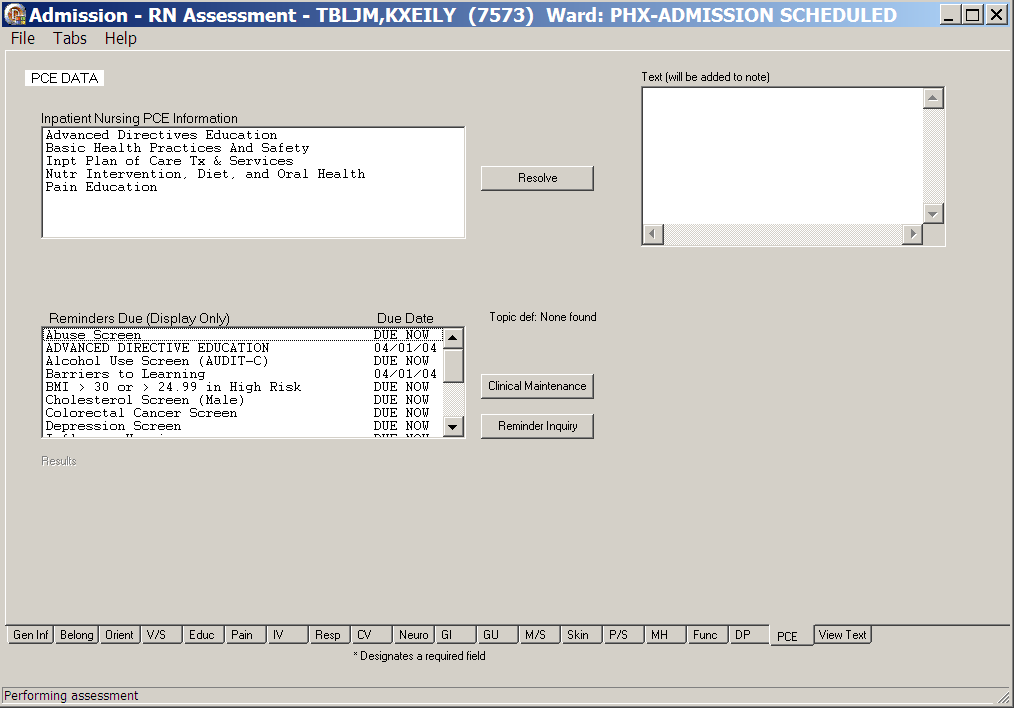 Admission - RN Assessment - TBLJM,KXEILY (7573) Ward: PHX-ADMISSION SCHEDULED
File Tabs Help
PCE DATA
Text (will be added to note)
Inpatient Nursing PCE Information
Advanced Directives Education
Basic Health Practices And Safety
Inpt Plan of Care Tx & Services
Nutr Intervention, Diet, and Oral Health
Pain Education
Resolve
Reminders Due (Display Only) Due Date
Topic def: None found
Abuse Screen DUE NOW
ADVANCED DIRECTIVE EDUCATION 04/01/04
Alcohol Use Screen (AUDIT-C) DUE NOW
Barriers to Learning 04/01/04
BMI > 30 or > 24.99 in High Risk DUE NOW
Cholesterol Screen (Male) DUE NOW
Colorectal Cancer Screen DUE NOW
Depression Screen DUE NOW
DUE NOW
Clinical Maintenance
Reminder Inquiry
Results
Gen Inf Belong Orient V/S Educ Pain IV Resp CV Neuro GI GU M/S Skin P/S MH Func DP PCE View Text
* Designates a required field
Performing assessment